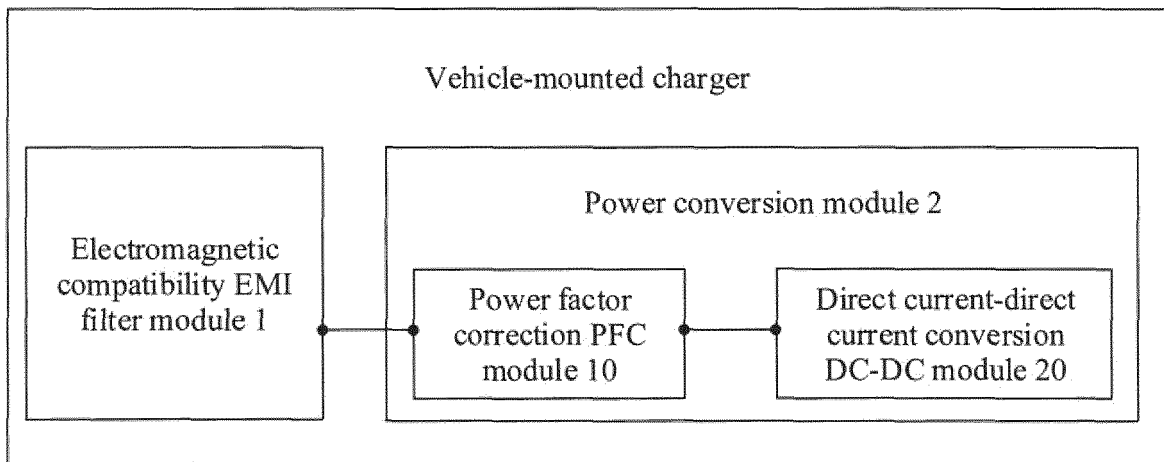 Vehicle-mounted charger
Power conversion module 2
Electromagnetic
compatibility EMI
filter module 1
Power factor
correction PFC
module 10
Direct current-direct
current conversion
DC-DC module 20